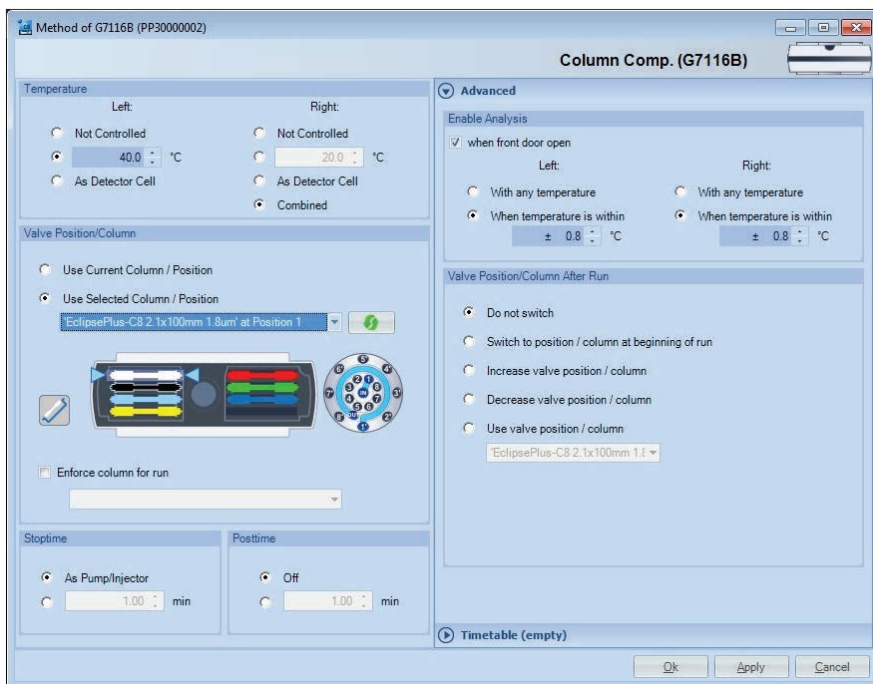 Method of G7116B (PP30000002)
Column Comp. (G7116B)
Temperature
Left:
Right:
Not Controlled
Not Controlled
40.0 °C
20.0 °C
As Detector Cell
As Detector Cell
Combined
Valve Position/Column
Use Current Column / Position
Use Selected Column / Position
'EclipsePlus-C8 2.1x100mm 1.8um' at Position 1
Enforce column for run
Stoptime
As Pump/Injector
1.00 min
Posttime
Off
1.00 min
Advanced
Enable Analysis
when front door open
Left:
Right:
With any temperature
With any temperature
When temperature is within
When temperature is within
± 0.8 °C
± 0.8 °C
Valve Position/Column After Run
Do not switch
Switch to position / column at beginning of run
Increase valve position / column
Decrease valve position / column
Use valve position / column
'EclipsePlus-C8 2.1x100mm 1.8
Timetable (empty)
Ok
Apply
Cancel